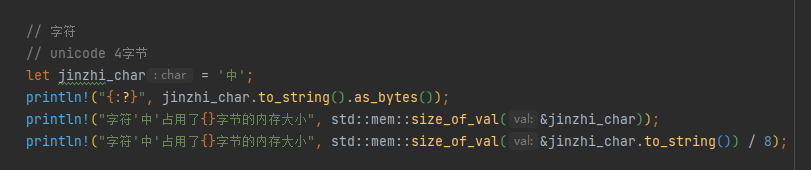 // 字符
// unicode 4字节
let jinzhi_char : char = '中';
println!("{:?}", jinzhi_char.to_string().as_bytes());
println!("字符'中'占用了{}字节的内存大小", std::mem::size_of_val( val: &jinzhi_char));
println!("字符'中'占用了{}字节的内存大小", std::mem::size_of_val( val: &jinzhi_char.to_string()) / 8);